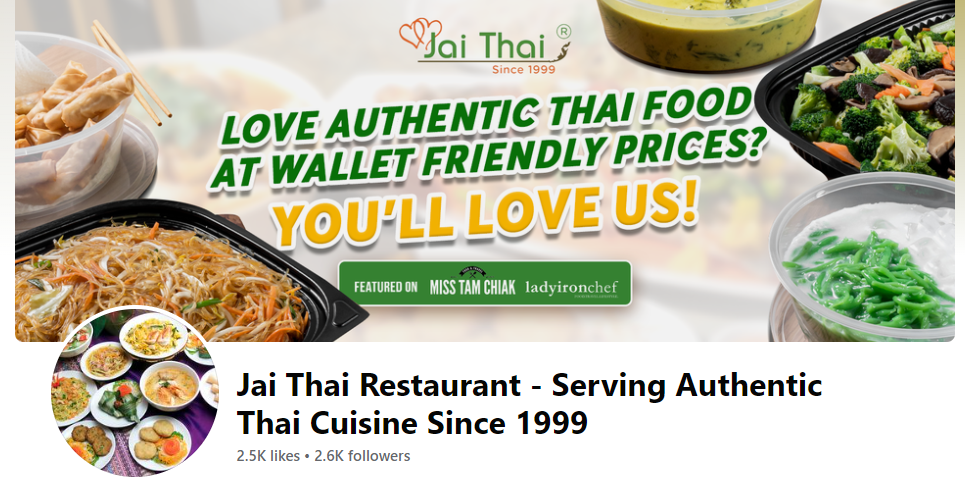 Jai Thai ®
Since 1999
LOVE AUTHENTIC THAI FOOD
AT WALLET FRIENDLY PRICES?
YOU'LL LOVE US!
FEATURED ON MISS TAM CHIAK ladyironchef
Jai Thai Restaurant - Serving Authentic
Thai Cuisine Since 1999
2.5K likes • 2.6K followers